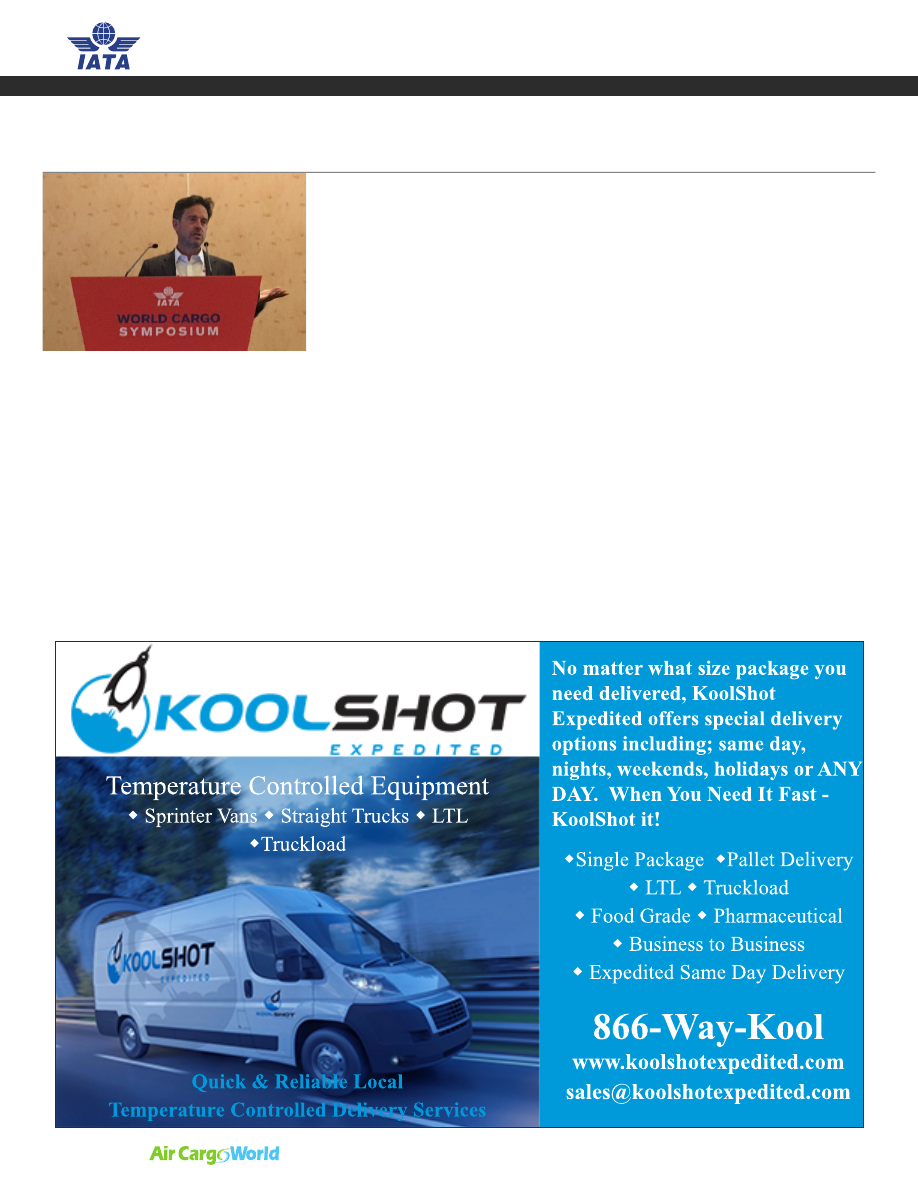 IATA
IATA
WORLD CARGO
SYMPOSIUM
KOOLSHOT
EXPEDITED
Temperature Controlled Equipment
◆ Sprinter Vans ◆ Straight Trucks ◆ LTL
◆Truckload
KOOLSHOT
EXPEDITED
KOOLSHOT
Quick & Reliable Local
Temperature Controlled Delivery Services
No matter what size package you
need delivered, KoolShot
Expedited offers special delivery
options including; same day,
nights, weekends, holidays or ANY
DAY.  When You Need It Fast -
KoolShot it!
◆Single Package  ◆Pallet Delivery
◆ LTL ◆ Truckload
◆ Food Grade ◆ Pharmaceutical
◆ Business to Business
◆ Expedited Same Day Delivery
866-Way-Kool
www.koolshotexpedited.com
sales@koolshotexpedited.com
Air CargoWorld